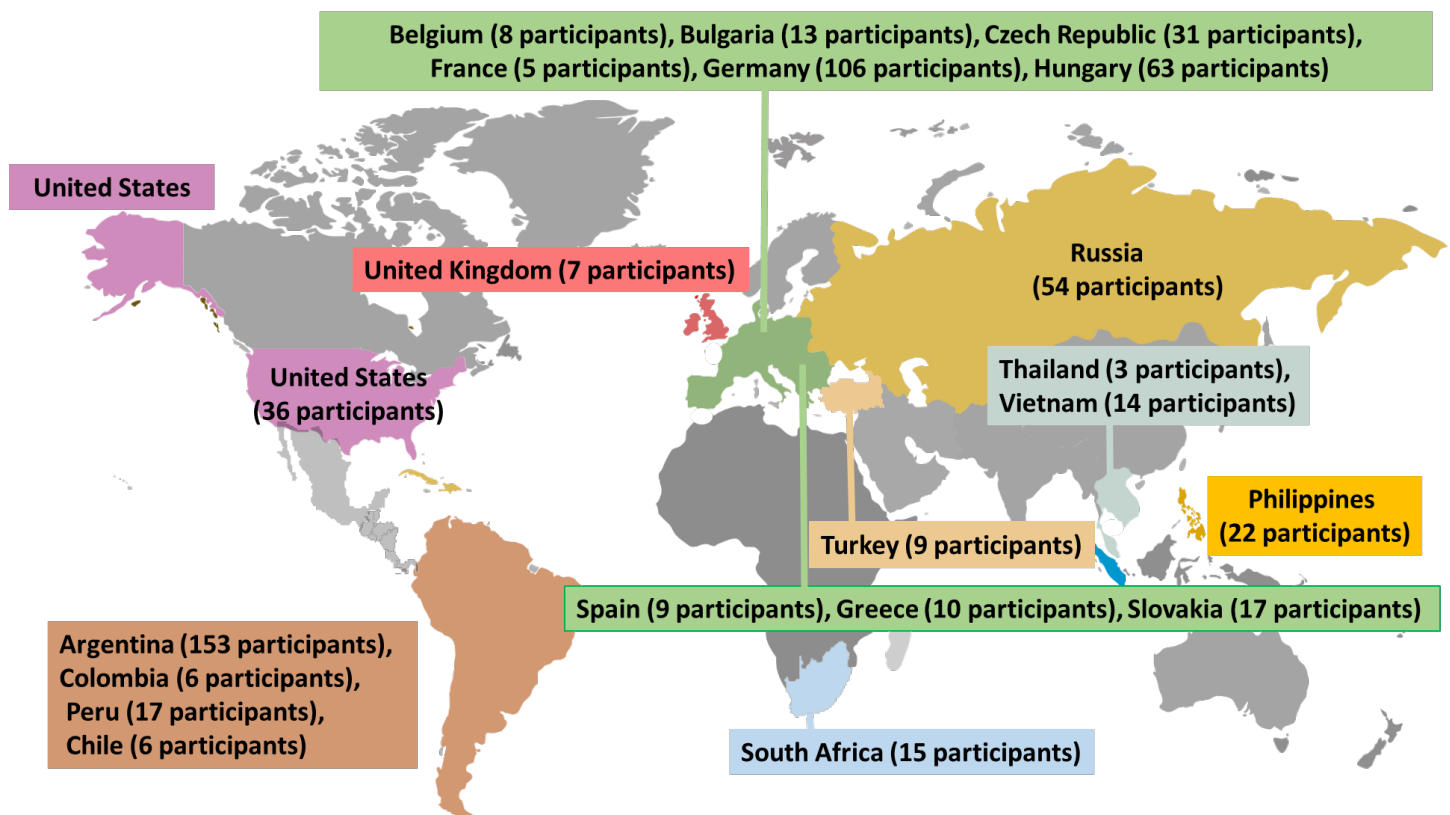 Belgium (8 participants), Bulgaria (13 participants), Czech Republic (31 participants),
France (5 participants), Germany (106 participants), Hungary (63 participants)
United States
United Kingdom (7 participants)
Russia
(54 participants)
United States
(36 participants)
Thailand (3 participants),
Vietnam (14 participants)
Philippines
(22 participants)
Turkey (9 participants)
Spain (9 participants), Greece (10 participants), Slovakia (17 participants)
Argentina (153 participants),
Colombia (6 participants),
Peru (17 participants),
Chile (6 participants)
South Africa (15 participants)